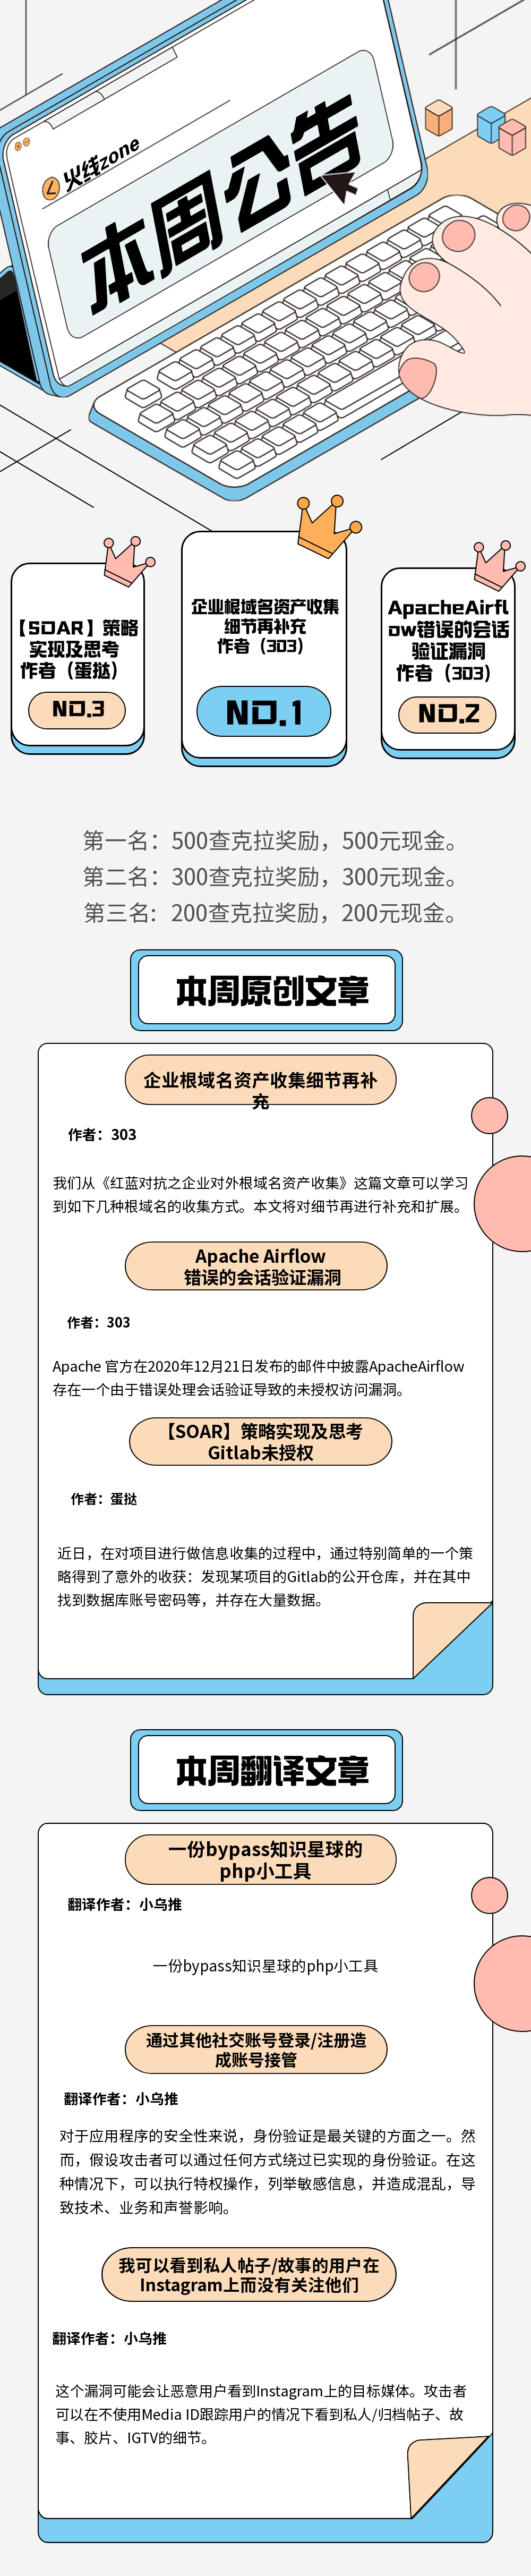 火线zone
本周公告
【SOAR】策略
实现及思考
作者（蛋挞）
NO.3
企业根域名资产收集
细节再补充
作者（303）
NO.1
ApacheAirfl
ow错误的会话
验证漏洞
作者（303）
NO.2
第一名：500查克拉奖励，500元现金。
第二名：300查克拉奖励，300元现金。
第三名：200查克拉奖励，200元现金。
本周原创文章
企业根域名资产收集细节再补
充
作者：303
我们从《红蓝对抗之企业对外根域名资产收集》这篇文章可以学习
到如下几种根域名的收集方式。本文将对细节再进行补充和扩展。
Apache Airflow
错误的会话验证漏洞
作者：303
Apache 官方在2020年12月21日发布的邮件中披露ApacheAirflow
存在一个由于错误处理会话验证导致的未授权访问漏洞。
【SOAR】策略实现及思考
Gitlab未授权
作者：蛋挞
近日，在对项目进行做信息收集的过程中，通过特别简单的一个策
略得到了意外的收获：发现某项目的Gitlab的公开仓库，并在其中
找到数据库账号密码等，并存在大量数据。
本周翻译文章
一份bypass知识星球的
php小工具
翻译作者：小乌推
一份bypass知识星球的php小工具
通过其他社交账号登录/注册造
成账号接管
翻译作者：小乌推
对于应用程序的安全性来说，身份验证是最关键的方面之一。然
而，假设攻击者可以通过任何方式绕过已实现的身份验证。在这
种情况下，可以执行特权操作，列举敏感信息，并造成混乱，导
致技术、业务和声誉影响。
我可以看到私人帖子/故事的用户在
Instagram上而没有关注他们
翻译作者：小乌推
这个漏洞可能会让恶意用户看到Instagram上的目标媒体。攻击者
可以在不使用Media ID跟踪用户的情况下看到私人/归档帖子、故
事、胶片、IGTV的细节。